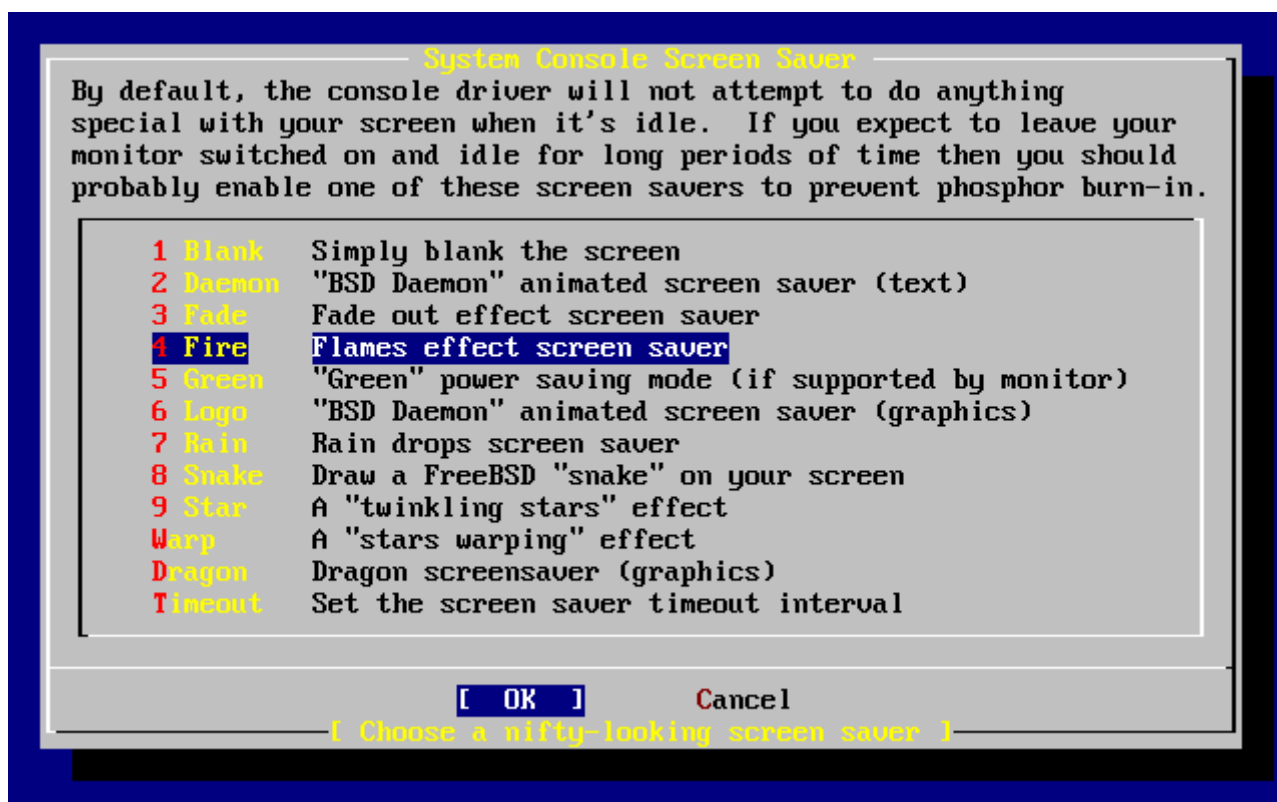 System Console Screen Saver
By default, the console driver will not attempt to do anything
special with your screen when it's idle.  If you expect to leave your
monitor switched on and idle for long periods of time then you should
probably enable one of these screen savers to prevent phosphor burn-in.
1 Blank Simply blank the screen
2 Daemon "BSD Daemon" animated screen saver (text)
3 Fade Fade out effect screen saver
4 Fire Flames effect screen saver
5 Green "Green" power saving mode (if supported by monitor)
6 Logo "BSD Daemon" animated screen saver (graphics)
7 Rain Rain drops screen saver
8 Snake Draw a FreeBSD "snake" on your screen
9 Star A "twinkling stars" effect
Warp A "stars warping" effect
Dragon Dragon screensaver (graphics)
Timeout Set the screen saver timeout interval
[ OK ] Cancel
[ Choose a nifty-looking screen saver ]